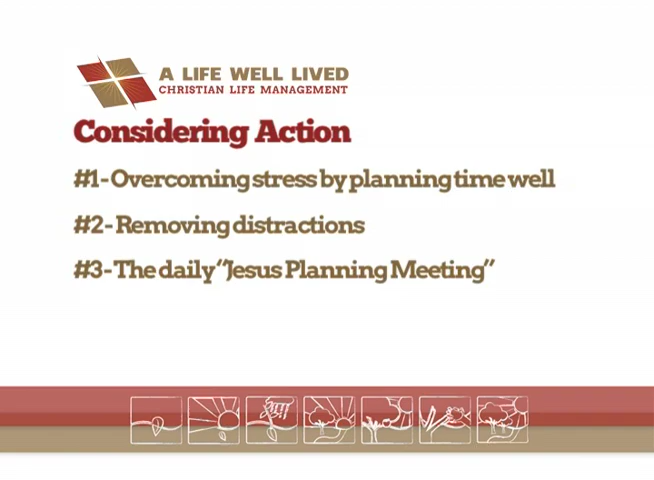 A LIFE WELL LIVED
CHRISTIAN LIFE MANAGEMENT
Considering Action
#1- Overcoming stress by planning time well
#2- Removing distractions
#3- The daily “Jesus Planning Meeting”